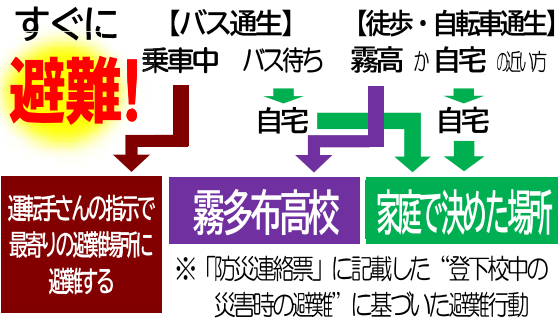 すぐに
避難!
【バス通生】
【徒歩・自転車通生】
乗車中
バス待ち
霧高 か 自宅 の近い方
自宅
自宅
運転手さんの指示で
最寄りの避難場所に
避難する
霧多布高校
家庭で決めた場所
※「防災連絡票」に記載した“登下校中の
災害時の避難”に基づいた避難行動